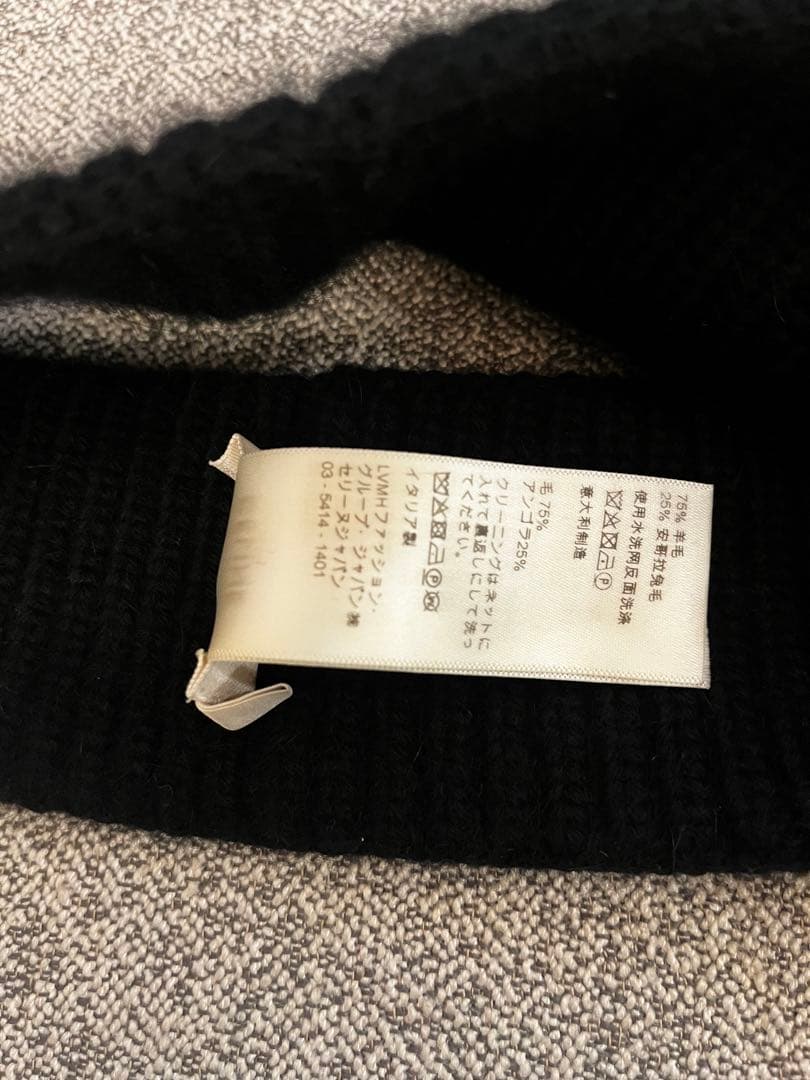 75% 羊毛
25% 安哥拉兔毛
使用水洗网反面洗涤
P
意大利制造
毛 75%
アンゴラ25%
クリーニングはネットに
入れて裏返しにして洗っ
てください。
P W
イタリア製
LVMHファッション・
グループ・ジャパン㈱
セリーヌジャパン
03 - 5414 - 1401